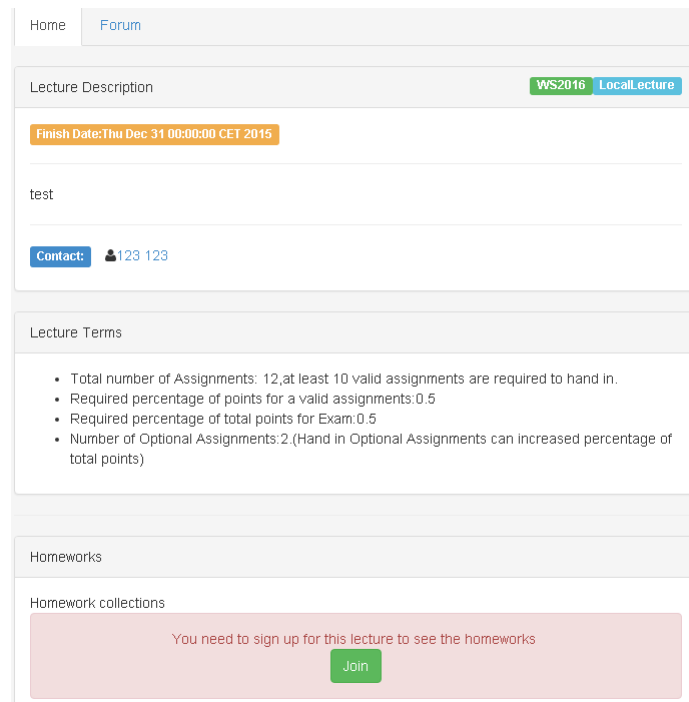 Home Forum
Lecture Description WS2016 LocalLecture
Finish Date:Thu Dec 31 00:00:00 CET 2015
test
Contact: 123 123
Lecture Terms
Total number of Assignments: 12,at least 10 valid assignments are required to hand in.
Required percentage of points for a valid assignments:0.5
Required percentage of total points for Exam:0.5
Number of Optional Assignments:2.(Hand in Optional Assignments can increased percentage of
total points)
Homeworks
Homework collections
You need to sign up for this lecture to see the homeworks
Join